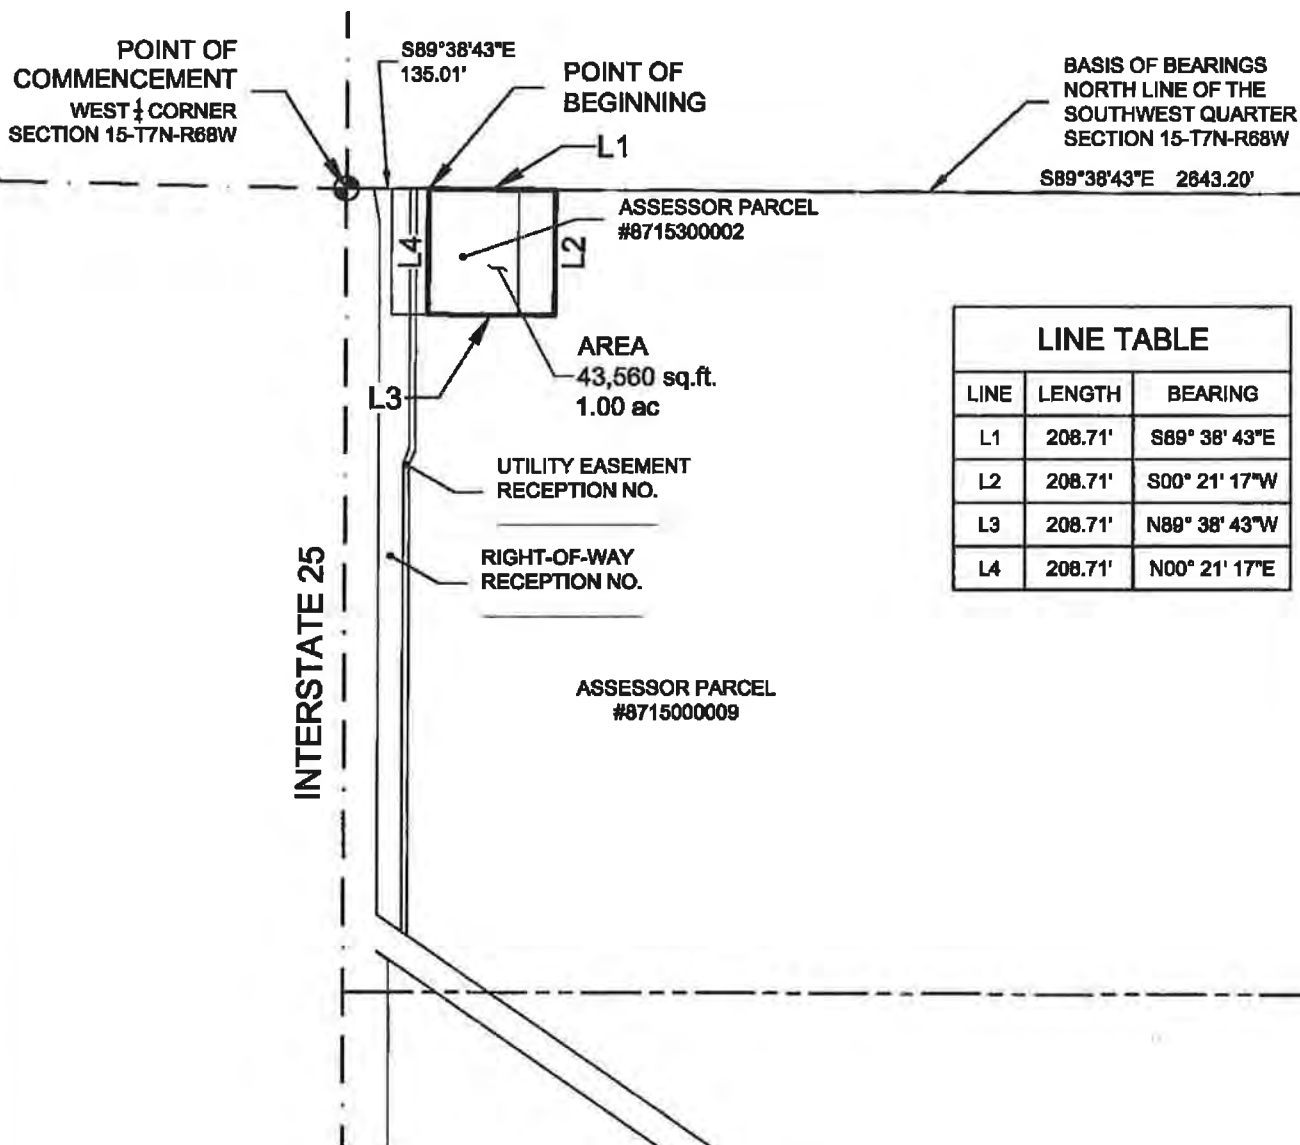 POINT OF
COMMENCEMENT
WEST ¼ CORNER
SECTION 15-T7N-R68W
S89°38'43"E
135.01'
POINT OF
BEGINNING
L1
BASIS OF BEARINGS
NORTH LINE OF THE
SOUTHWEST QUARTER
SECTION 15-T7N-R68W
S89°38'43"E 2643.20'
ASSESSOR PARCEL
#8715300002
L4
L2
AREA
43,560 sq.ft.
1.00 ac
L3
LINE TABLE
LINE LENGTH BEARING
L1 208.71' S89° 38' 43"E
L2 208.71' S00° 21' 17"W
L3 208.71' N89° 38' 43"W
L4 208.71' N00° 21' 17"E
UTILITY EASEMENT
RECEPTION NO.
RIGHT-OF-WAY
RECEPTION NO.
INTERSTATE 25
ASSESSOR PARCEL
#8715000009